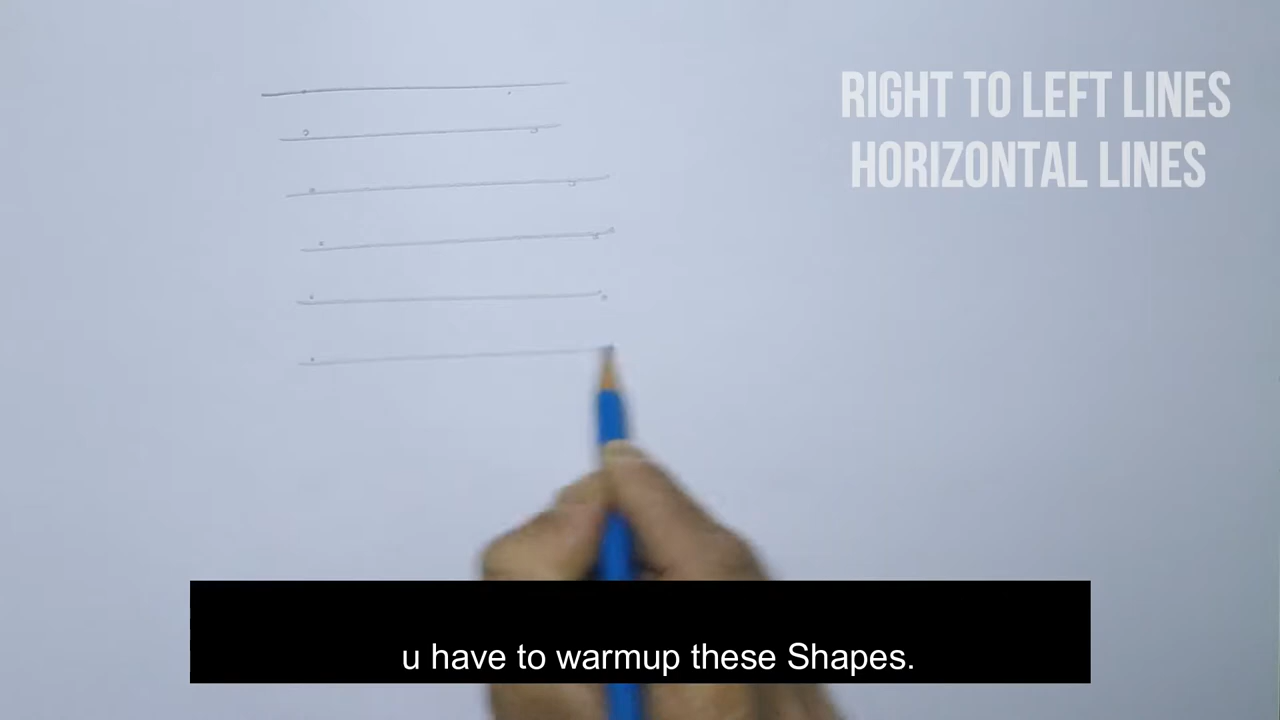 RIGHT TO LEFT LINES
HORIZONTAL LINES
u have to warmup these Shapes.